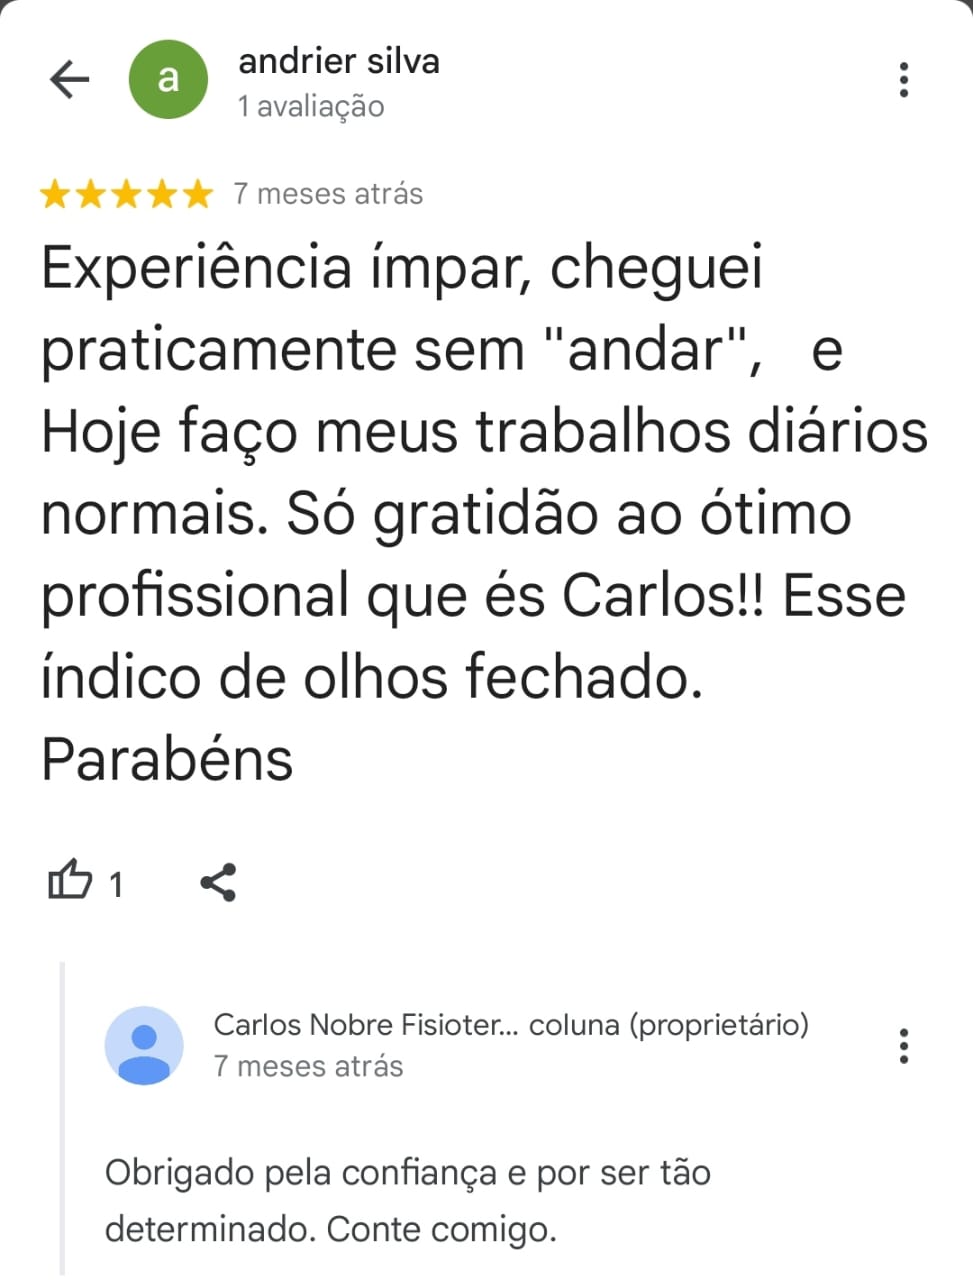 andrier silva
1 avaliação
7 meses atrás
Experiência ímpar, cheguei
praticamente sem "andar",   e
Hoje faço meus trabalhos diários
normais. Só gratidão ao ótimo
profissional que és Carlos!! Esse
índico de olhos fechado.
Parabéns
1
Carlos Nobre Fisioter... coluna (proprietário)
7 meses atrás
Obrigado pela confiança e por ser tão
determinado. Conte comigo.